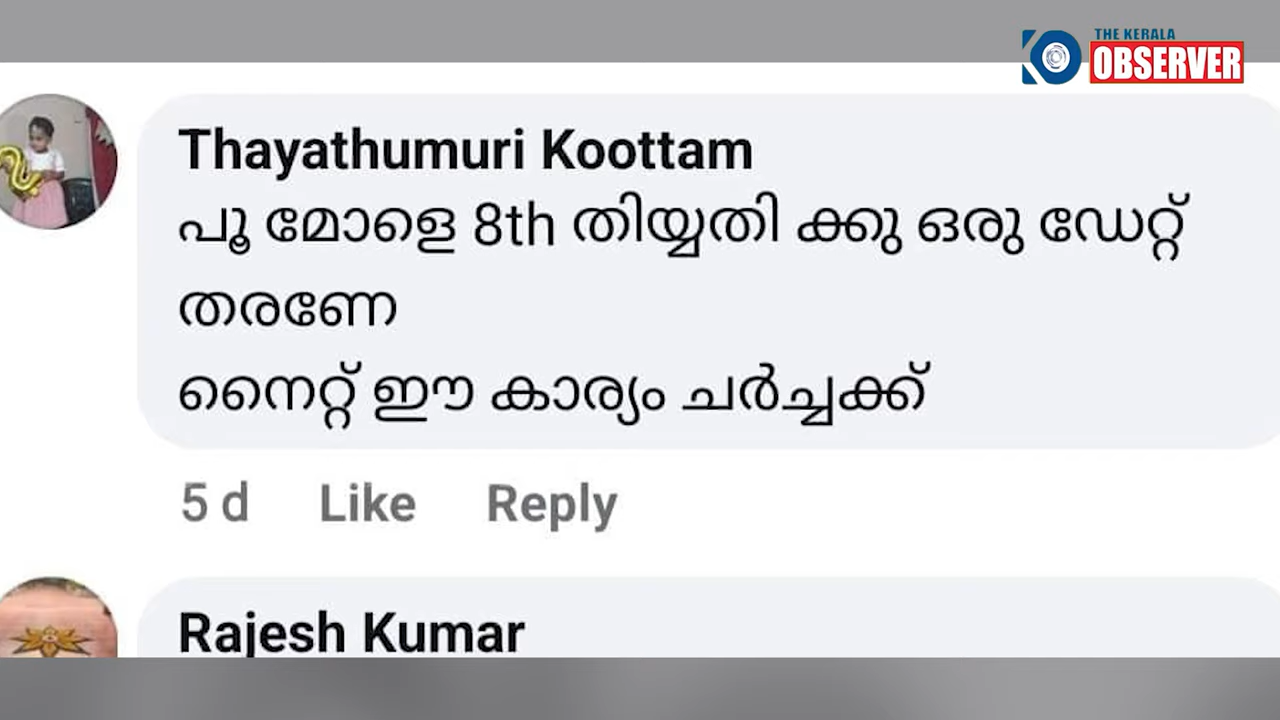 THE KERALA
OBSERVER
Thayathumuri Koottam
പൂ മോളെ 8th തിയ്യതി ക്കു ഒരു ഡേറ്റ്
തരണേ
നൈറ്റ് ഈ കാര്യം ചർച്ചക്ക്
5 d Like Reply
Rajesh Kumar